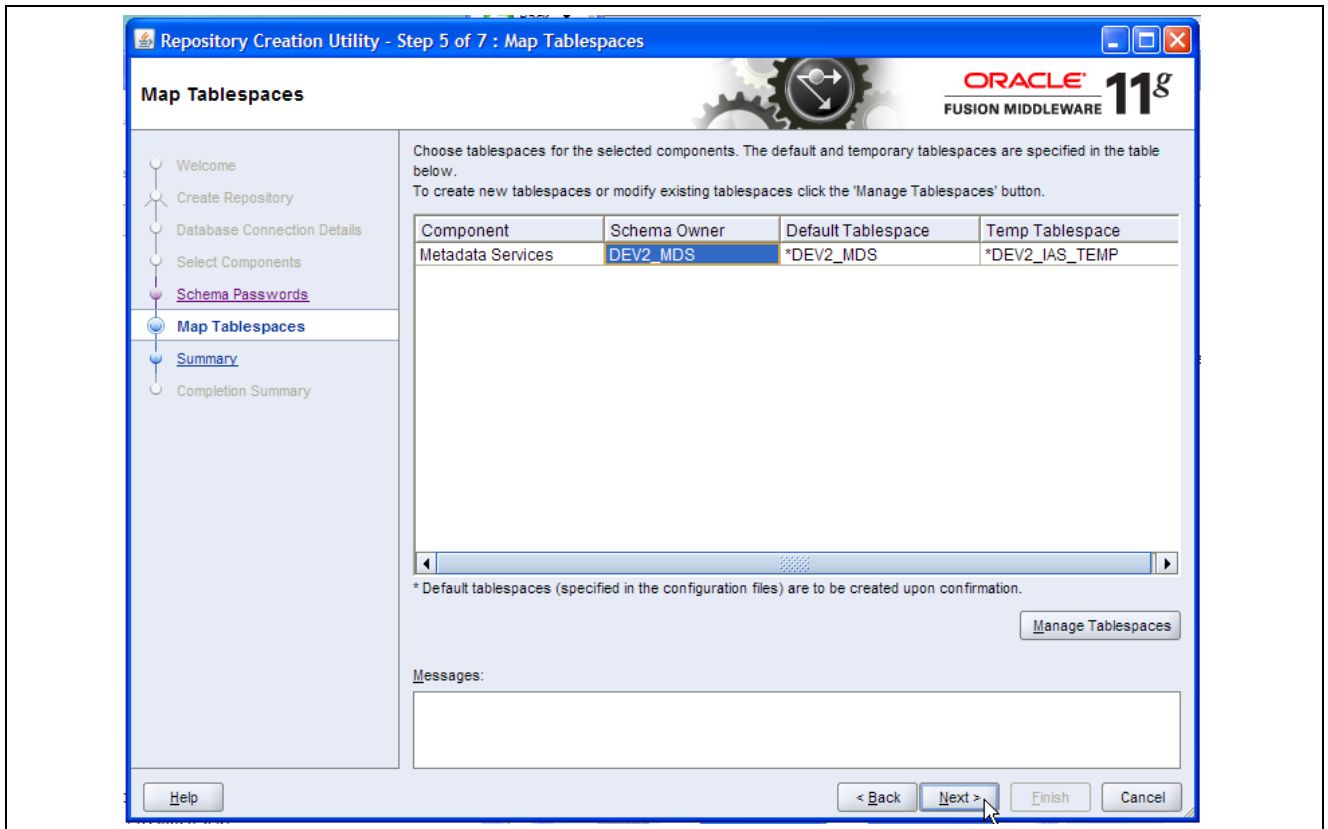 Repository Creation Utility - Step 5 of 7 : Map Tablespaces
Map Tablespaces
ORACLE
FUSION MIDDLEWARE
11g
Welcome
Create Repository
Database Connection Details
Select Components
Schema Passwords
Map Tablespaces
Summary
Completion Summary
Choose tablespaces for the selected components. The default and temporary tablespaces are specified in the table
below.
To create new tablespaces or modify existing tablespaces click the 'Manage Tablespaces' button.
Component Schema Owner Default Tablespace Temp Tablespace
Metadata Services DEV2_MDS *DEV2_MDS *DEV2_IAS_TEMP
* Default tablespaces (specified in the configuration files) are to be created upon confirmation.
Manage Tablespaces
Messages:
Help < Back Next > Finish Cancel